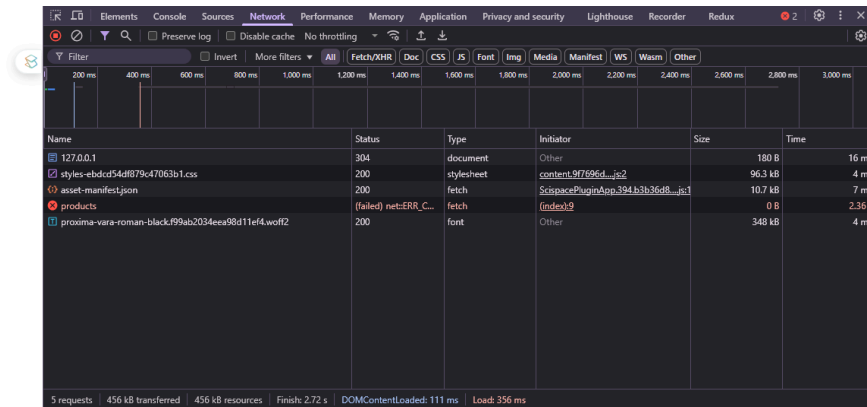 Elements Console Sources Network Performance Memory Application Privacy and security Lighthouse Recorder Redux 2
Preserve log Disable cache No throttling
Filter Invert More filters All Fetch/XHR Doc CSS JS Font Img Media Manifest WS Wasm Other
200 ms 400 ms 600 ms 800 ms 1,000 ms 1,200 ms 1,400 ms 1,600 ms 1,800 ms 2,000 ms 2,200 ms 2,400 ms 2,600 ms 2,800 ms 3,000 ms
Name Status Type Initiator Size Time
127.0.0.1 304 document Other 180 B 16 m
styles-ebdcd54df879c47063b1.css 200 stylesheet content.9f7696d....js:2 96.3 kB 4 m
asset-manifest.json 200 fetch ScispacePluginApp.394.b3b36d8....js:1 10.7 kB 7 m
products (failed) net::ERR_C... fetch (index):9 0 B 2.36
proxima-vara-roman-black.f99ab2034eea98d11ef4.woff2 200 font Other 348 kB 4 m
5 requests 456 kB transferred 456 kB resources Finish: 2.72 s DOMContentLoaded: 111 ms Load: 356 ms